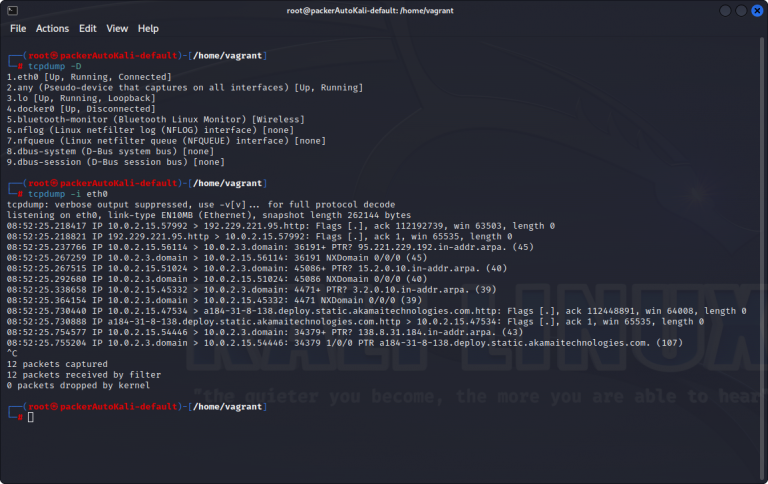 root@packerAutoKali-default: /home/vagrant
File Actions Edit View Help
┌──(root㉿packerAutoKali-default)-[/home/vagrant]
└─# tcpdump -D
1.eth0 [Up, Running, Connected]
2.any (Pseudo-device that captures on all interfaces) [Up, Running]
3.lo [Up, Running, Loopback]
4.docker0 [Up, Disconnected]
5.bluetooth-monitor (Bluetooth Linux Monitor) [Wireless]
6.nflog (Linux netfilter log (NFLOG) interface) [none]
7.nfqueue (Linux netfilter queue (NFQUEUE) interface) [none]
8.dbus-system (D-Bus system bus) [none]
9.dbus-session (D-Bus session bus) [none]
┌──(root㉿packerAutoKali-default)-[/home/vagrant]
└─# tcpdump -i eth0
tcpdump: verbose output suppressed, use -v[v]... for full protocol decode
listening on eth0, link-type EN10MB (Ethernet), snapshot length 262144 bytes
08:52:25.218417 IP 10.0.2.15.57992 > 192.229.221.95.http: Flags [.], ack 112192739, win 63503, length 0
08:52:25.218821 IP 192.229.221.95.http > 10.0.2.15.57992: Flags [.], ack 1, win 65535, length 0
08:52:25.237766 IP 10.0.2.15.56114 > 10.0.2.3.domain: 36191+ PTR? 95.221.229.192.in-addr.arpa. (45)
08:52:25.267259 IP 10.0.2.3.domain > 10.0.2.15.56114: 36191 NXDomain 0/0/0 (45)
08:52:25.267515 IP 10.0.2.15.51024 > 10.0.2.3.domain: 45086+ PTR? 15.2.0.10.in-addr.arpa. (40)
08:52:25.292680 IP 10.0.2.3.domain > 10.0.2.15.51024: 45086 NXDomain 0/0/0 (40)
08:52:25.338658 IP 10.0.2.15.45332 > 10.0.2.3.domain: 4471+ PTR? 3.2.0.10.in-addr.arpa. (39)
08:52:25.364154 IP 10.0.2.3.domain > 10.0.2.15.45332: 4471 NXDomain 0/0/0 (39)
08:52:25.730440 IP 10.0.2.15.47534 > a184-31-8-138.deploy.static.akamaitechnologies.com.http: Flags [.], ack 112448891, win 64008, length 0
08:52:25.730888 IP a184-31-8-138.deploy.static.akamaitechnologies.com.http > 10.0.2.15.47534: Flags [.], ack 1, win 65535, length 0
08:52:25.754577 IP 10.0.2.15.54446 > 10.0.2.3.domain: 34379+ PTR? 138.8.31.184.in-addr.arpa. (43)
08:52:25.755204 IP 10.0.2.3.domain > 10.0.2.15.54446: 34379 1/0/0 PTR a184-31-8-138.deploy.static.akamaitechnologies.com. (107)
^C
12 packets captured
12 packets received by filter
0 packets dropped by kernel
KALI LINUX
"the quieter you become, the more you are able to hear"
┌──(root㉿packerAutoKali-default)-[/home/vagrant]
└─#